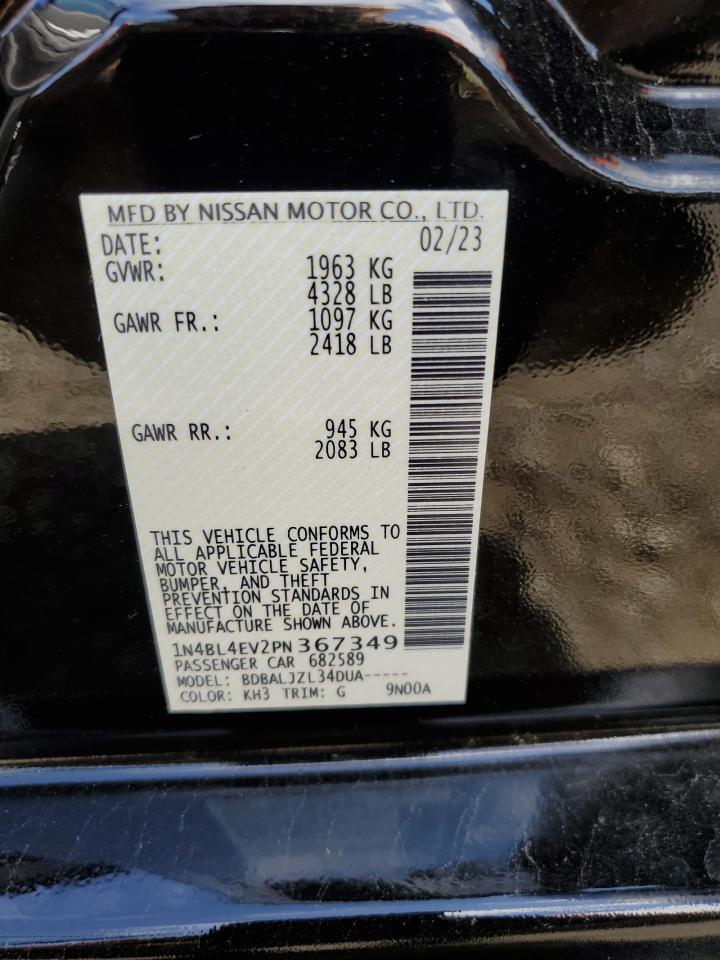 MFD BY NISSAN MOTOR CO., LTD.
DATE: 02/23
GVWR: 1963 KG
4328 LB
GAWR FR.: 1097 KG
2418 LB
GAWR RR.: 945 KG
2083 LB
THIS VEHICLE CONFORMS TO
ALL APPLICABLE FEDERAL
MOTOR VEHICLE SAFETY,
BUMPER, AND THEFT
PREVENTION STANDARDS IN
EFFECT ON THE DATE OF
MANUFACTURE SHOWN ABOVE.
1N4BL4EV2PN367349
PASSENGER CAR 682589
MODEL: BDBALJZL34DUA-----
COLOR: KH3 TRIM: G 9N00A